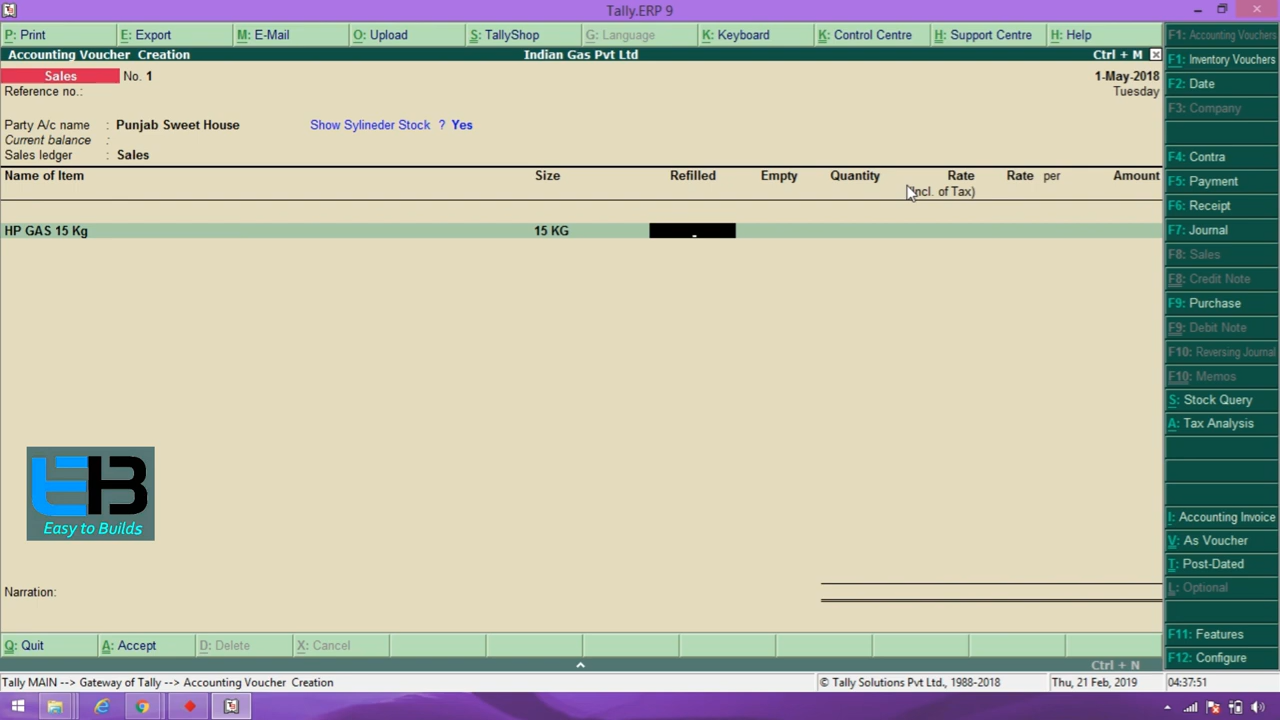 Tally.ERP 9
P: Print E: Export M: E-Mail O: Upload S: TallyShop G: Language K: Keyboard K: Control Centre H: Support Centre H: Help
Accounting Voucher Creation Indian Gas Pvt Ltd Ctrl + M
Sales No. 1 1-May-2018
Reference no.: Tuesday
Party A/c name : Punjab Sweet House Show Sylineder Stock ? Yes
Current balance :
Sales ledger : Sales
Name of Item Size Refilled Empty Quantity Rate Rate per Amount
Incl. of Tax)
HP GAS 15 Kg 15 KG
EB
Easy to Builds
Narration:
Q: Quit A: Accept D: Delete X: Cancel
Ctrl + N
F1: Accounting Vouchers
F1: Inventory Vouchers
F2: Date
F3: Company
F4: Contra
F5: Payment
F6: Receipt
F7: Journal
F8: Sales
F8: Credit Note
F9: Purchase
F9: Debit Note
F10: Reversing Journal
F10: Memos
S: Stock Query
A: Tax Analysis
I: Accounting Invoice
V: As Voucher
T: Post-Dated
L: Optional
F11: Features
F12: Configure
Tally MAIN --> Gateway of Tally --> Accounting Voucher Creation © Tally Solutions Pvt Ltd., 1988-2018 Thu, 21 Feb, 2019 04:37:51